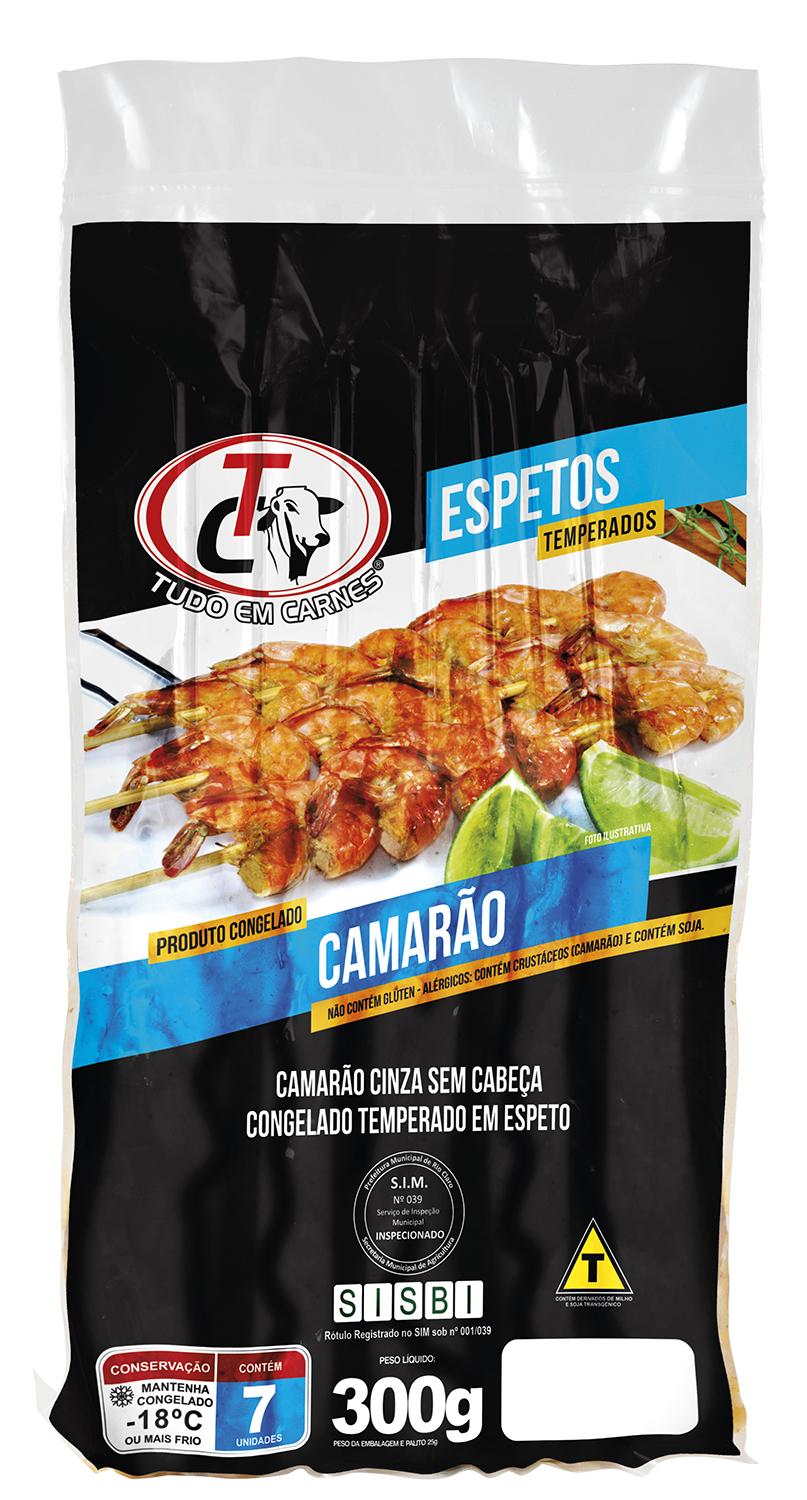 TC
TUDO EM CARNES®
ESPETOS
TEMPERADOS
FOTO ILUSTRATIVA
PRODUTO CONGELADO
CAMARÃO
NÃO CONTÉM GLÚTEN - ALÉRGICOS: CONTÉM CRUSTÁCEOS (CAMARÃO) E CONTÉM SOJA.
CAMARÃO CINZA SEM CABEÇA
CONGELADO TEMPERADO EM ESPETO
Prefeitura Municipal de Rio Claro
S.I.M.
Nº 039
Serviço de Inspeção
Municipal
INSPECIONADO
Secretaria Municipal de Agricultura
SISBI
Rótulo Registrado no SIM sob nº 001/039
T
CONTÉM DERIVADOS DE MILHO
E SOJA TRANSGÊNICO
CONSERVAÇÃO
MANTENHA
CONGELADO
-18ºC
OU MAIS FRIO
CONTÉM
7
UNIDADES
PESO LÍQUIDO:
300g
PESO DA EMBALAGEM E PALITO 25g